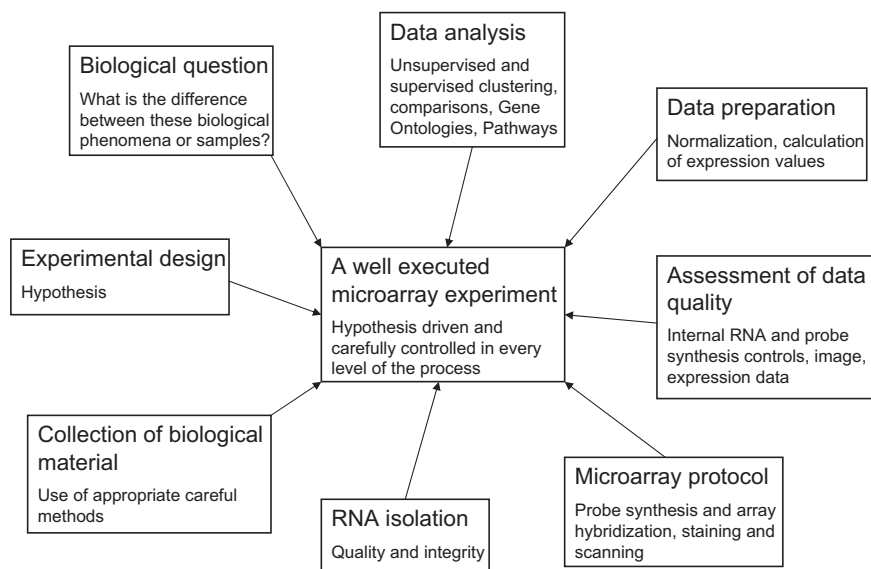 Data analysis
Unsupervised and
supervised clustering,
comparisons, Gene
Ontologies, Pathways
Biological question
What is the difference
between these biological
phenomena or samples?
Data preparation
Normalization, calculation
of expression values
Experimental design
Hypothesis
A well executed
microarray experiment
Hypothesis driven and
carefully controlled in every
level of the process
Assessment of data
quality
Internal RNA and probe
synthesis controls, image,
expression data
Collection of biological
material
Use of appropriate careful
methods
RNA isolation
Quality and integrity
Microarray protocol
Probe synthesis and array
hybridization, staining and
scanning